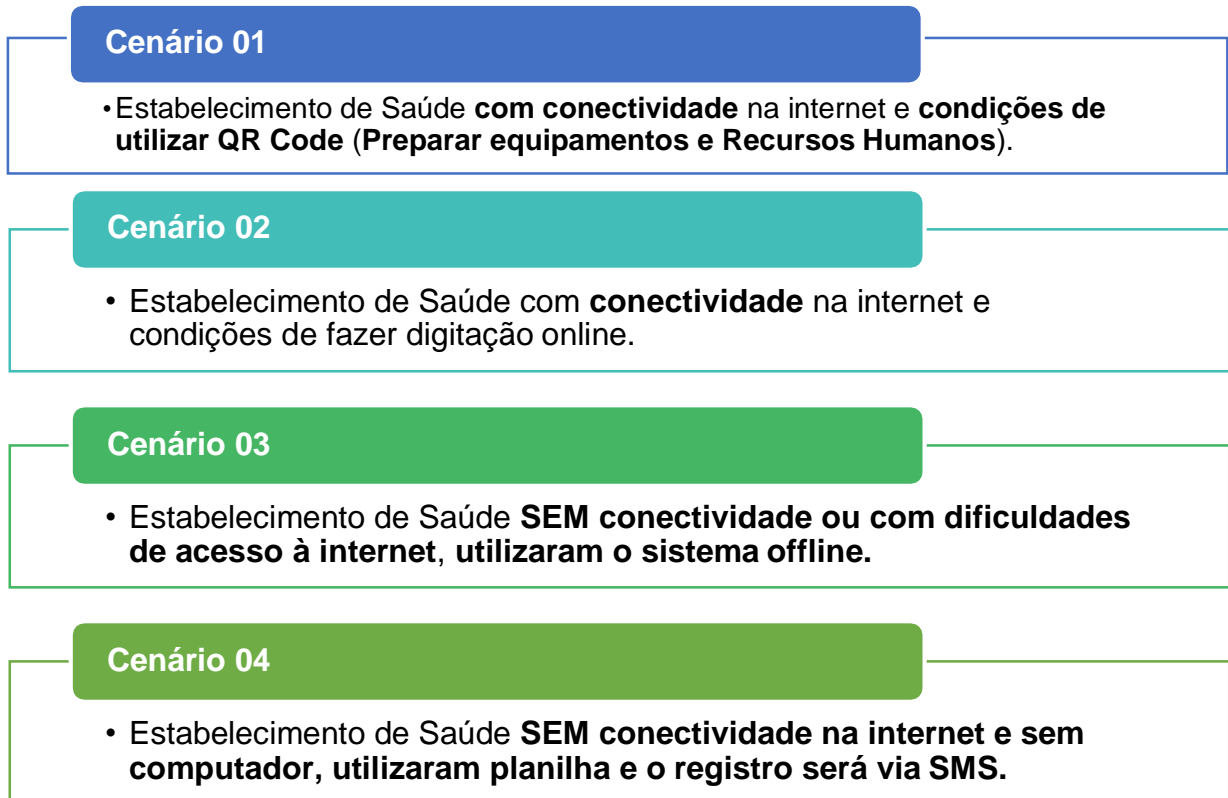 Cenário 01
•Estabelecimento de Saúde com conectividade na internet e condições de
utilizar QR Code (Preparar equipamentos e Recursos Humanos).
Cenário 02
• Estabelecimento de Saúde com conectividade na internet e
condições de fazer digitação online.
Cenário 03
• Estabelecimento de Saúde SEM conectividade ou com dificuldades
de acesso à internet, utilizaram o sistema offline.
Cenário 04
• Estabelecimento de Saúde SEM conectividade na internet e sem
computador, utilizaram planilha e o registro será via SMS.